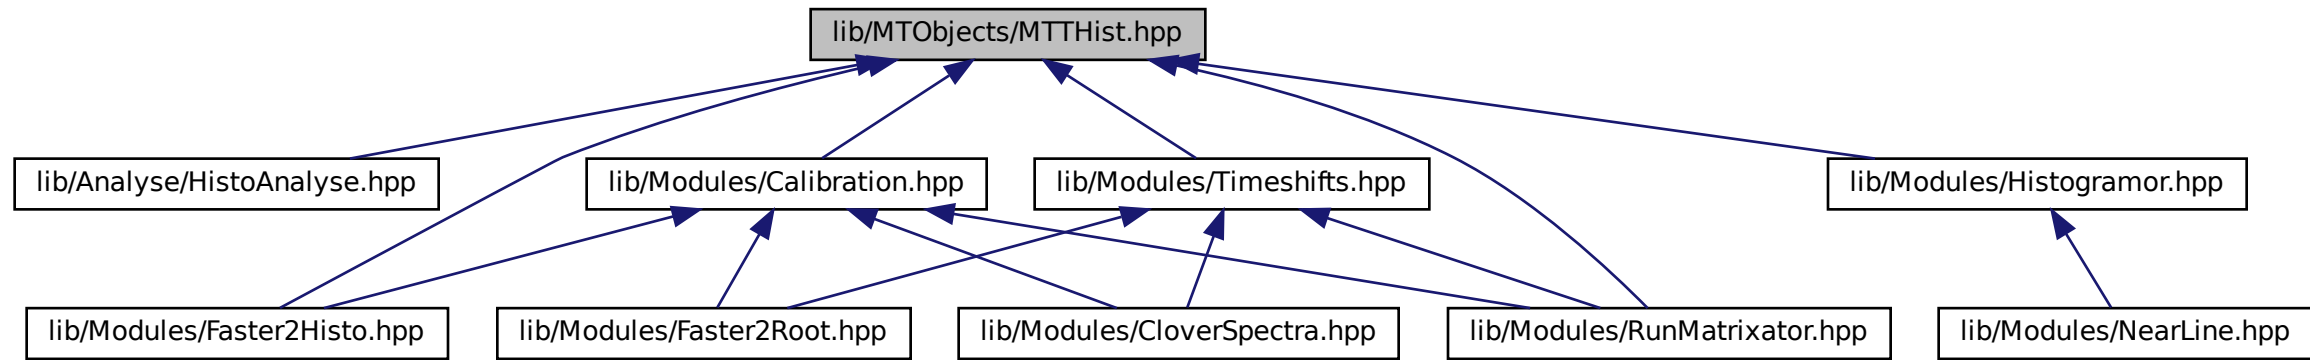 lib/MTObjects/MTTHist.hpp
lib/Analyse/HistoAnalyse.hpp
lib/Modules/Calibration.hpp
lib/Modules/Timeshifts.hpp
lib/Modules/Histogramor.hpp
lib/Modules/Faster2Histo.hpp
lib/Modules/Faster2Root.hpp
lib/Modules/CloverSpectra.hpp
lib/Modules/RunMatrixator.hpp
lib/Modules/NearLine.hpp